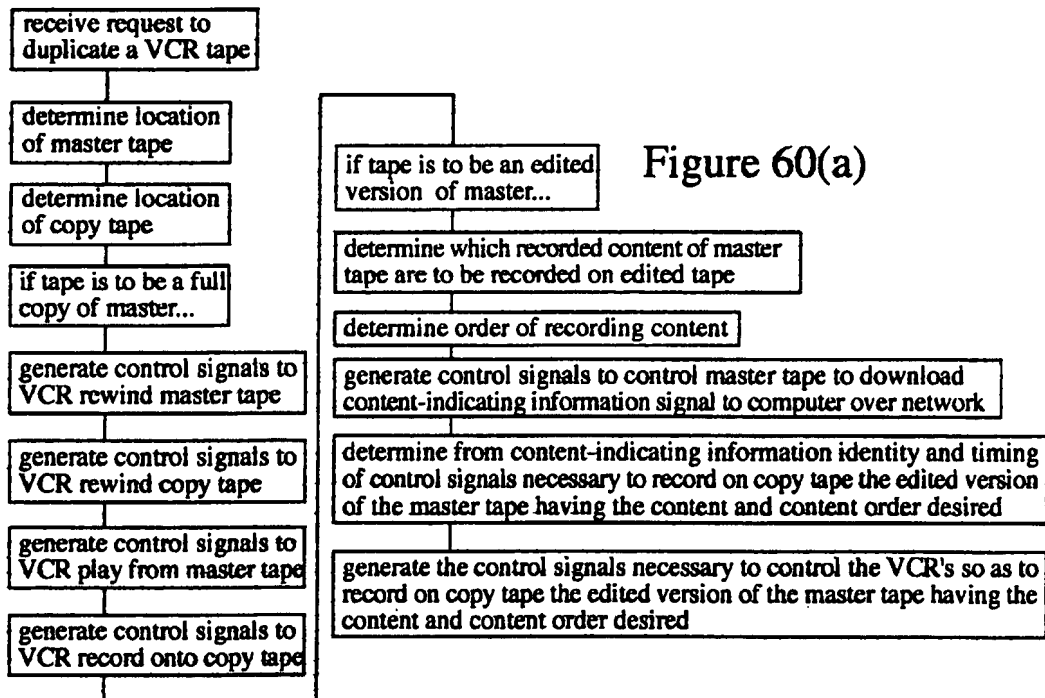 receive request to
duplicate a VCR tape
determine location
of master tape
determine location
of copy tape
if tape is to be a full
copy of master...
generate control signals to
VCR rewind master tape
generate control signals to
VCR rewind copy tape
generate control signals to
VCR play from master tape
generate control signals to
VCR record onto copy tape
Figure 60(a)
if tape is to be an edited
version of master...
determine which recorded content of master
tape are to be recorded on edited tape
determine order of recording content
generate control signals to control master tape to download
content-indicating information signal to computer over network
determine from content-indicating information identity and timing
of control signals necessary to record on copy tape the edited version
of the master tape having the content and content order desired
generate the control signals necessary to control the VCR's so as to
record on copy tape the edited version of the master tape having the
content and content order desired